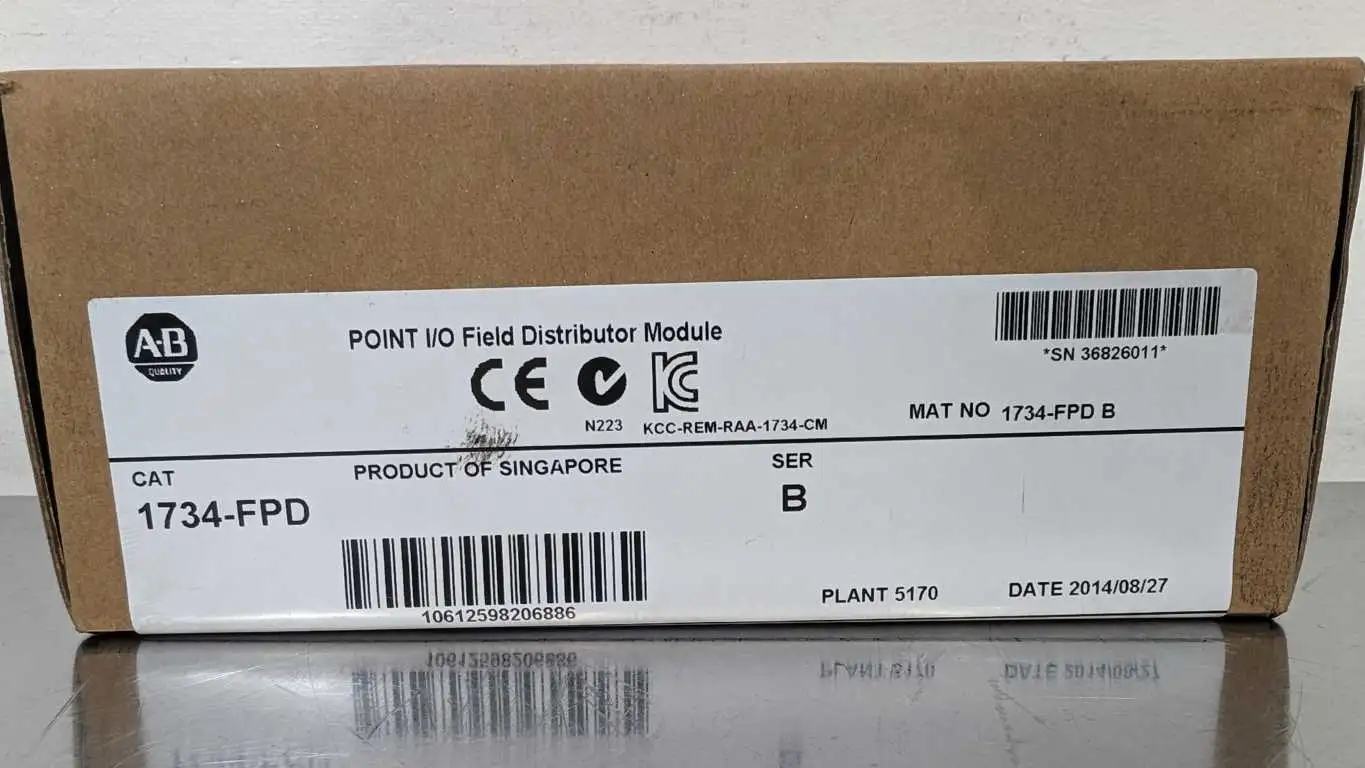 A-B
QUALITY
POINT I/O Field Distributor Module
*SN 36826011*
CE
N223
KCC-REM-RAA-1734-CM
MAT NO 1734-FPD B
CAT
PRODUCT OF SINGAPORE
SER
1734-FPD
B
10612598206886
PLANT 5170
DATE 2014/08/27